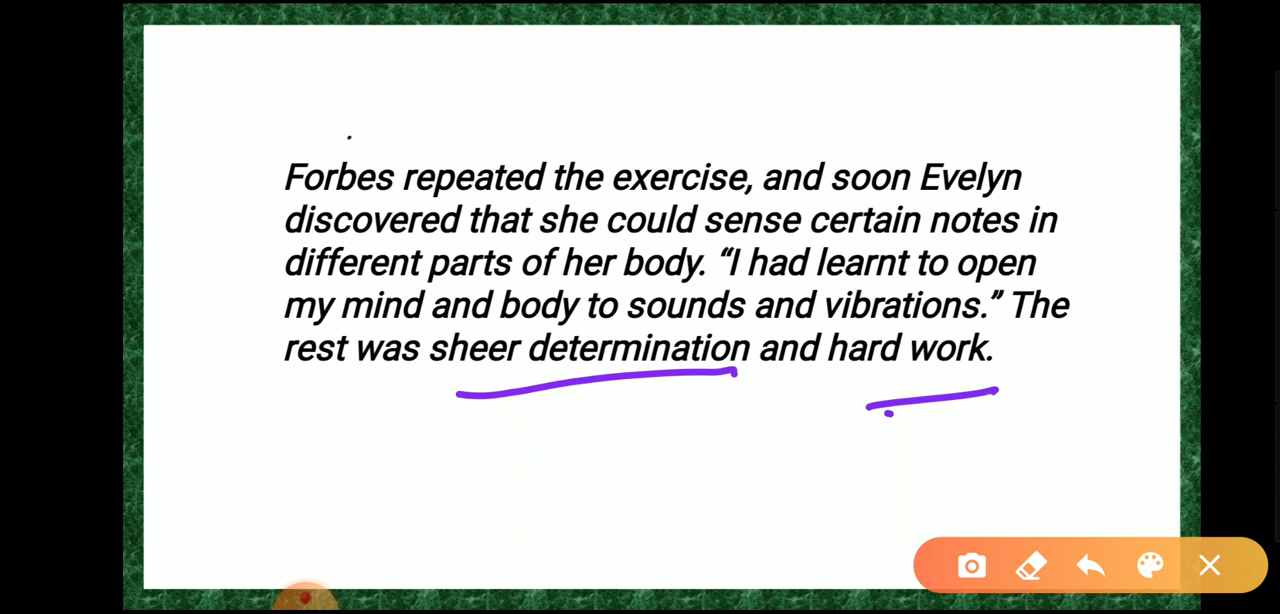 Forbes repeated the exercise, and soon Evelyn
discovered that she could sense certain notes in
different parts of her body. “I had learnt to open
my mind and body to sounds and vibrations.” The
rest was sheer determination and hard work.